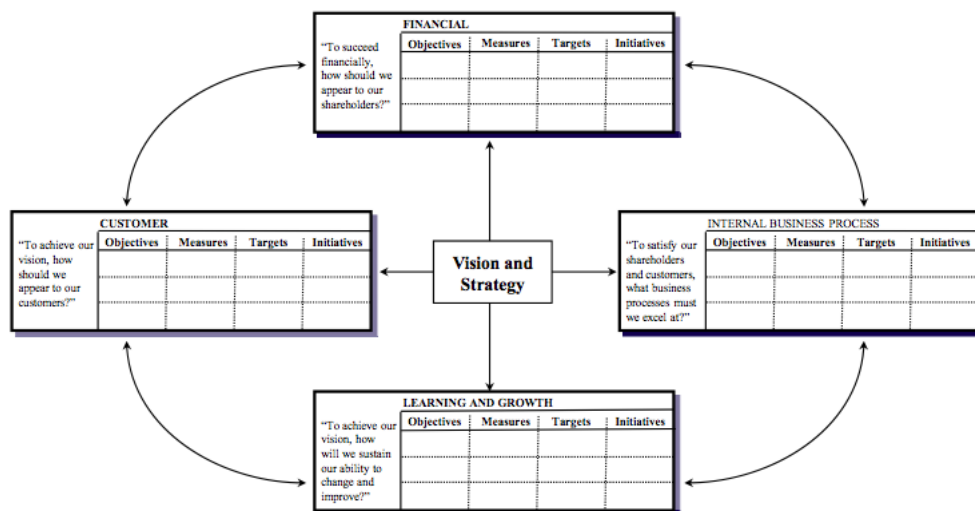 FINANCIAL
Objectives Measures Targets Initiatives
“To succeed
financially,
how should we
appear to our
shareholders?”
CUSTOMER
Objectives Measures Targets Initiatives
“To achieve our
vision, how
should we
appear to our
customers?”
Vision and
Strategy
INTERNAL BUSINESS PROCESS
Objectives Measures Targets Initiatives
“To satisfy our
shareholders
and customers,
what business
processes must
we excel at?”
LEARNING AND GROWTH
Objectives Measures Targets Initiatives
“To achieve our
vision, how
will we sustain
our ability to
change and
improve?”